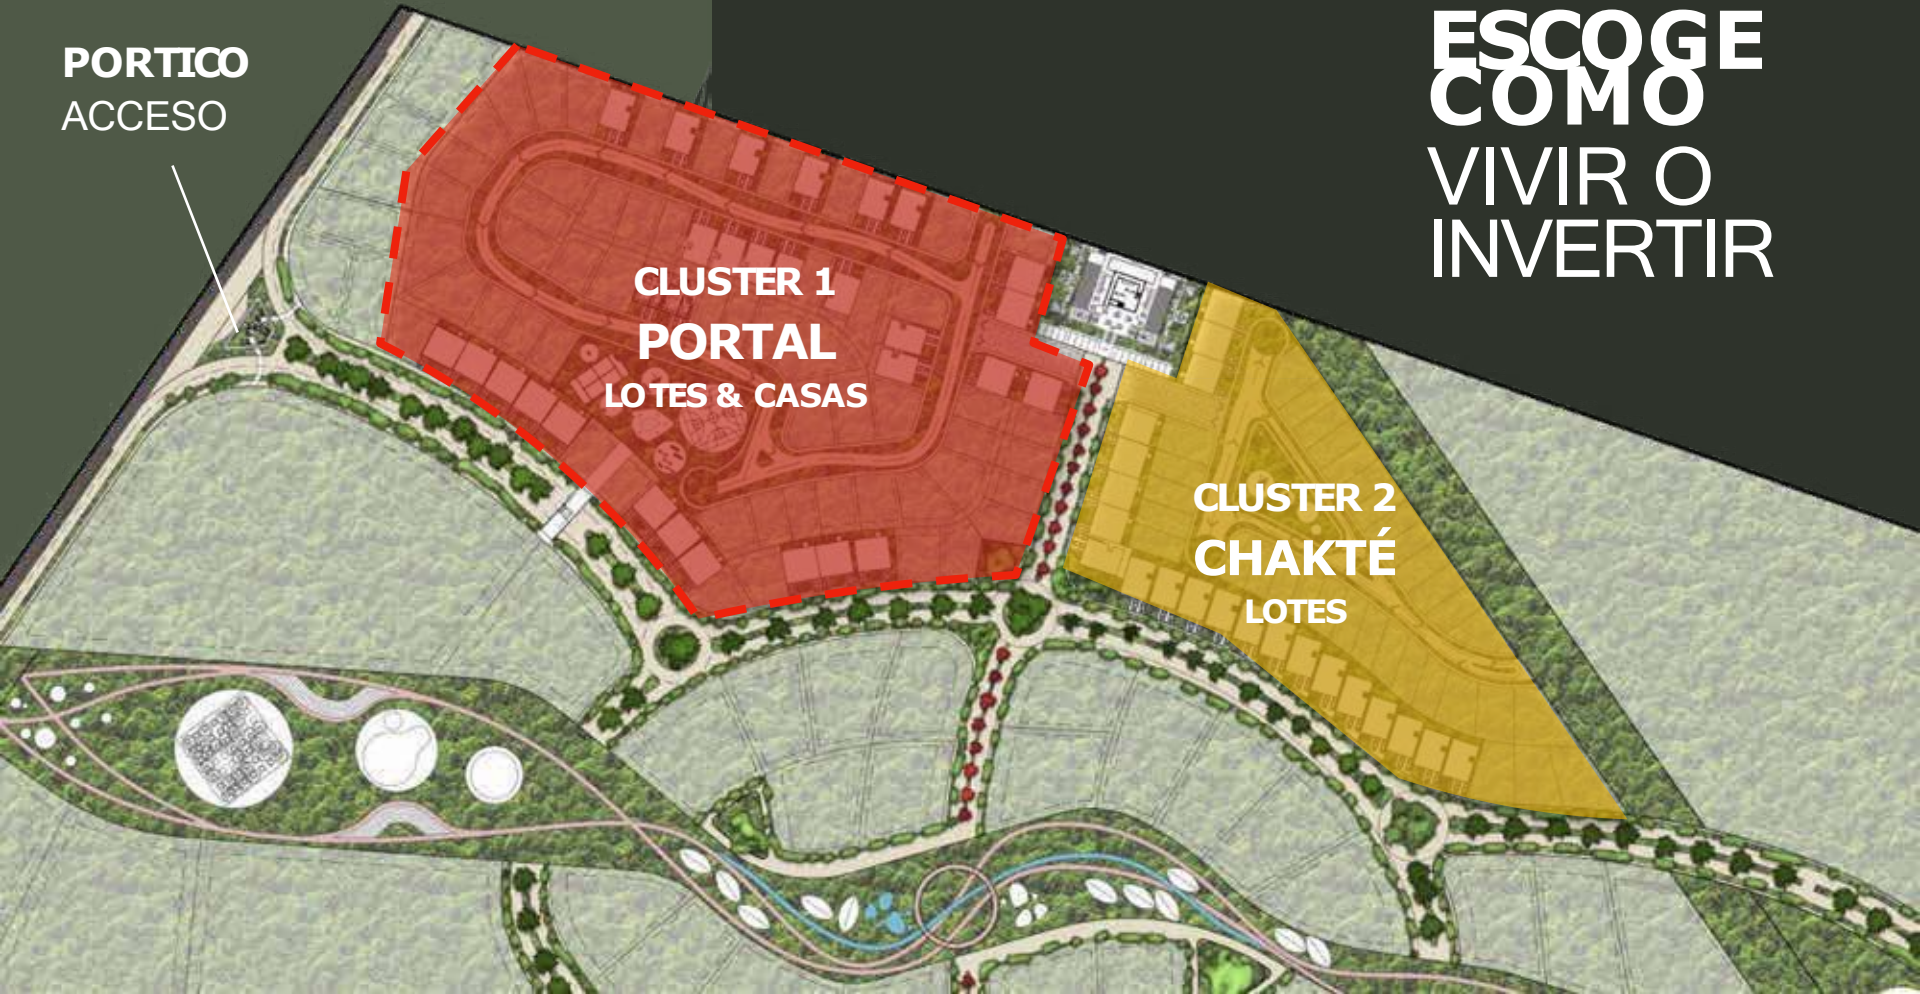 PORTICO
ACCESO
ESCOGE
COMO
VIVIR O
INVERTIR
CLUSTER 1
PORTAL
LOTES & CASAS
CLUSTER 2
CHAKTÉ
LOTES